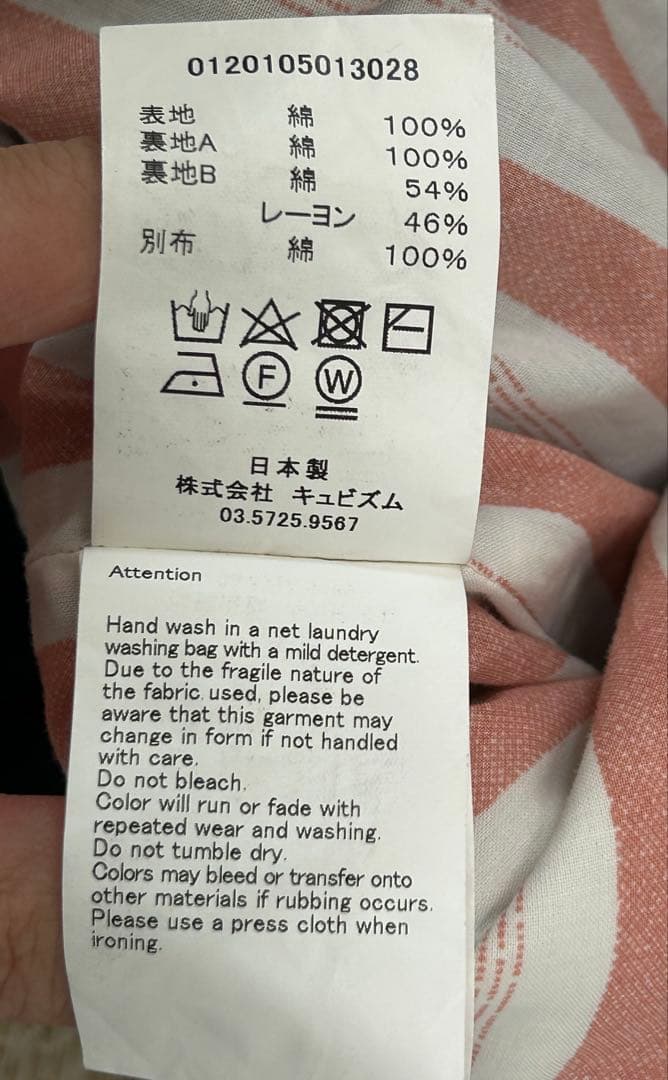 0120105013028
表地 綿 100%
裏地A 綿 100%
裏地B 綿 54%
レーヨン 46%
別布 綿 100%
F W
日本製
株式会社 キュビズム
03.5725.9567
Attention
Hand wash in a net laundry
washing bag with a mild detergent.
Due to the fragile nature of
the fabric used, please be
aware that this garment may
change in form if not handled
with care.
Do not bleach.
Color will run or fade with
repeated wear and washing.
Do not tumble dry.
Colors may bleed or transfer onto
other materials if rubbing occurs.
Please use a press cloth when
ironing.